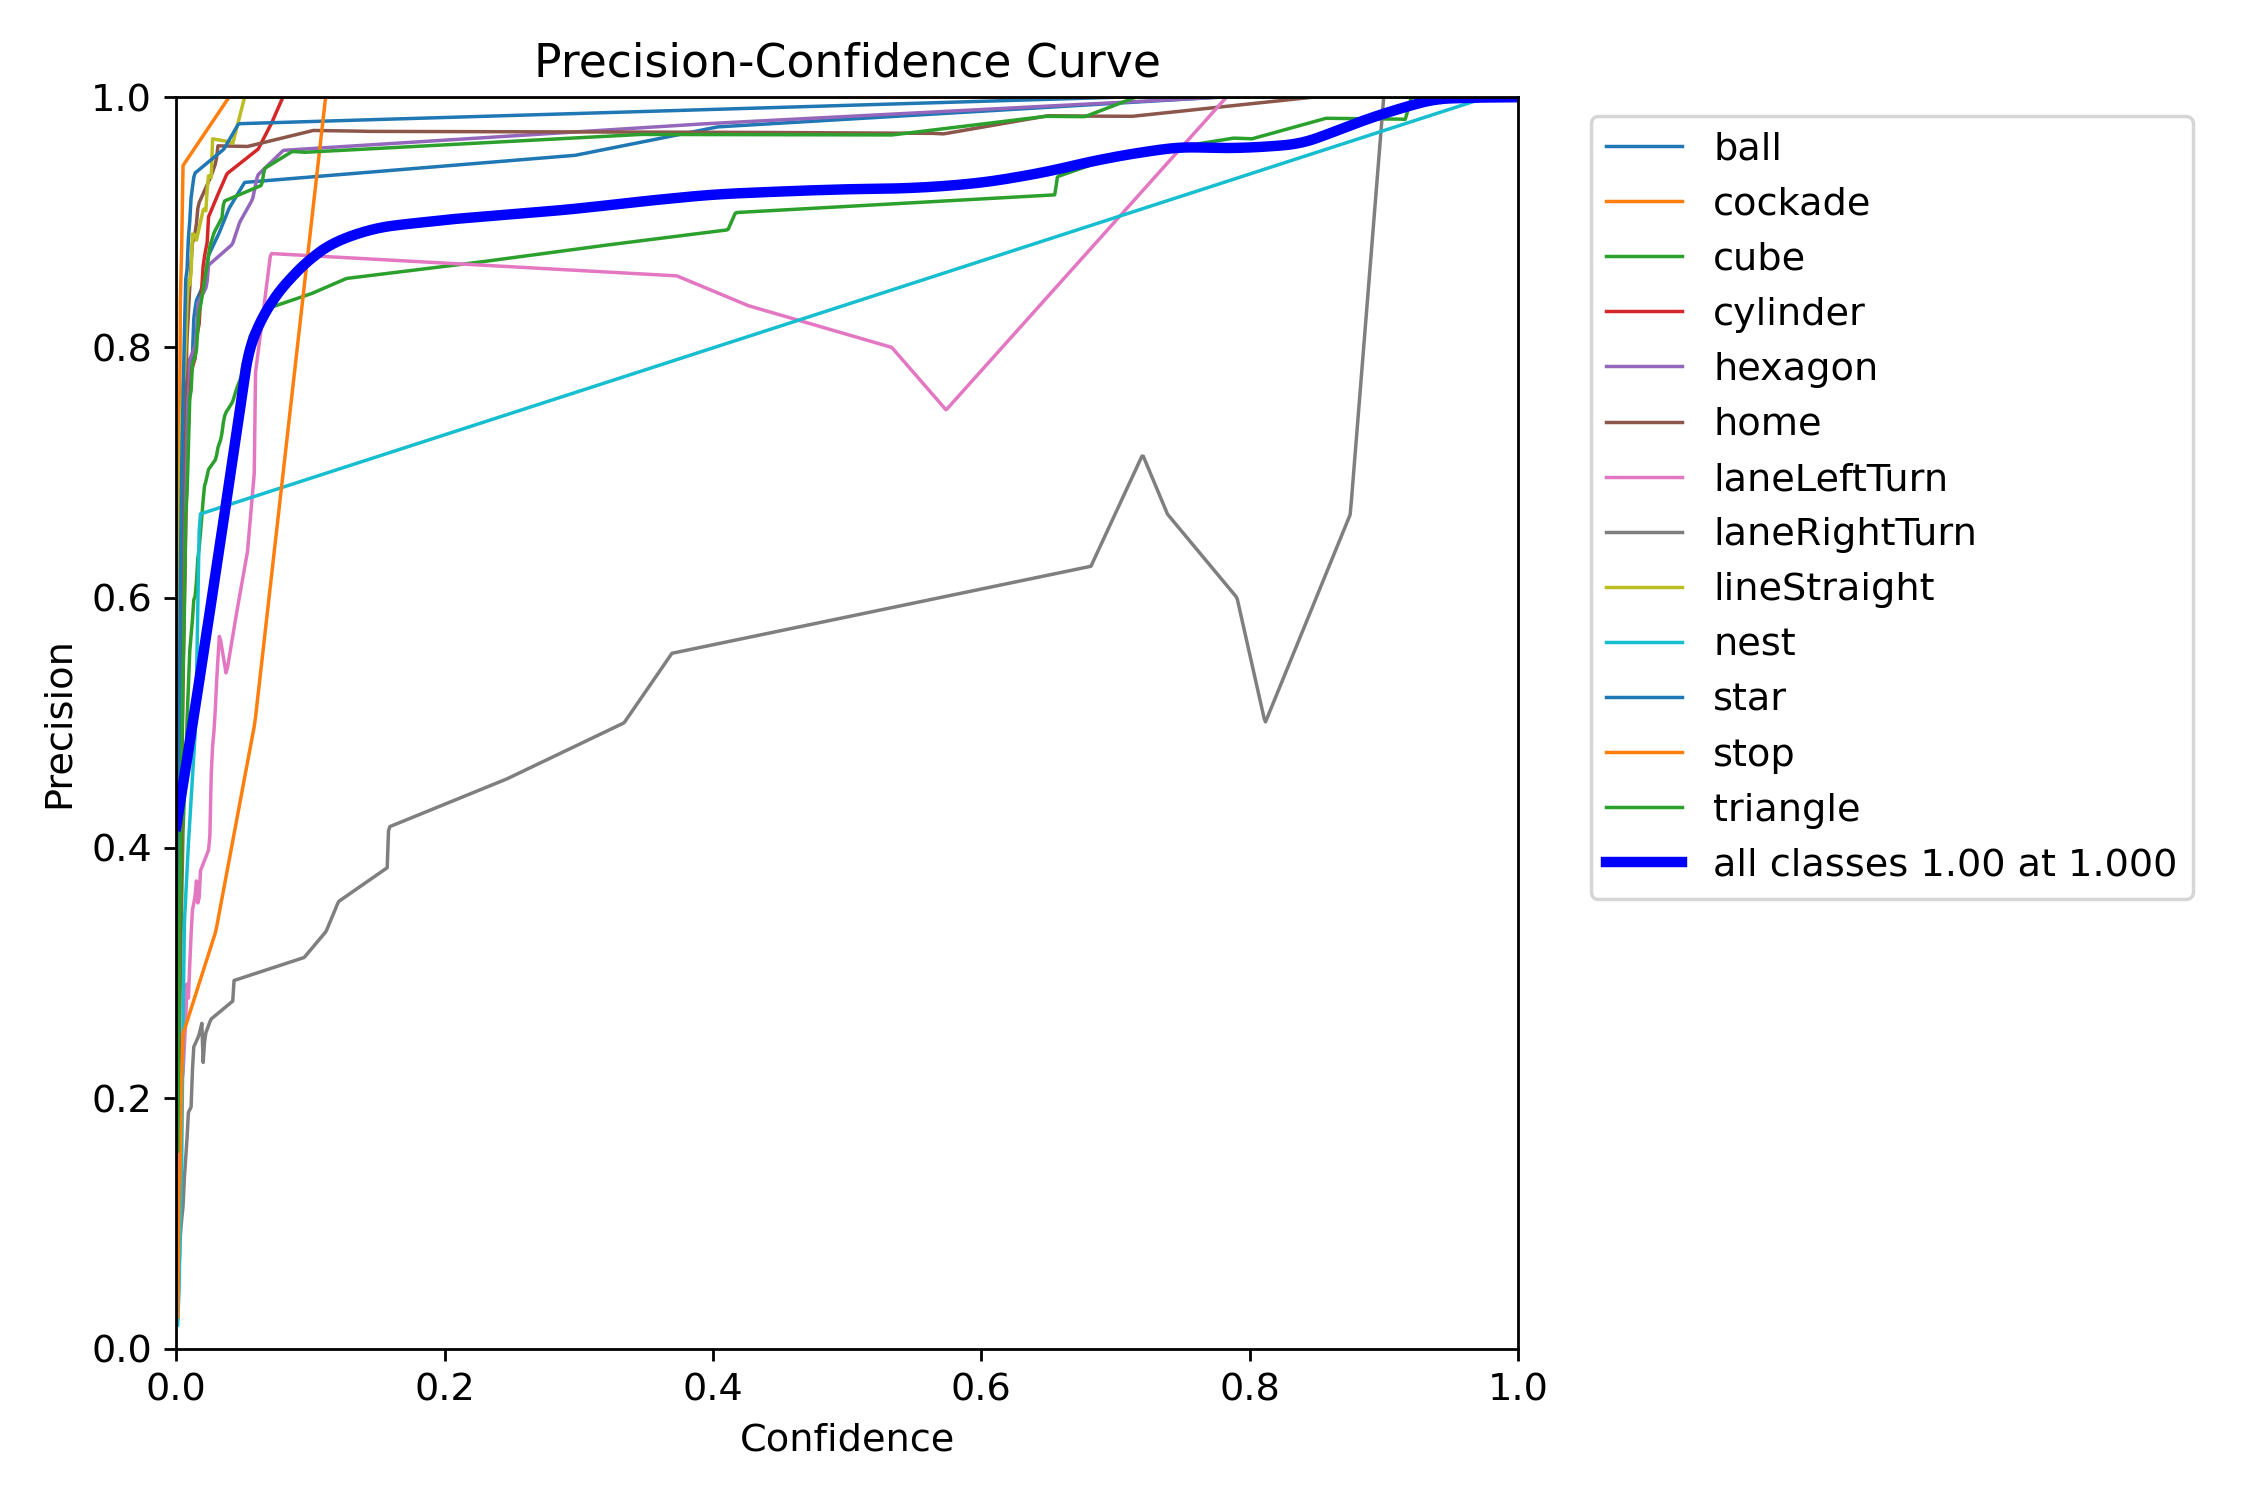 Precision-Confidence Curve
1.0
0.8
0.6
0.4
0.2
0.0
Precision
0.0 0.2 0.4 0.6 0.8 1.0
Confidence
ball
cockade
cube
cylinder
hexagon
home
laneLeftTurn
laneRightTurn
lineStraight
nest
star
stop
triangle
all classes 1.00 at 1.000